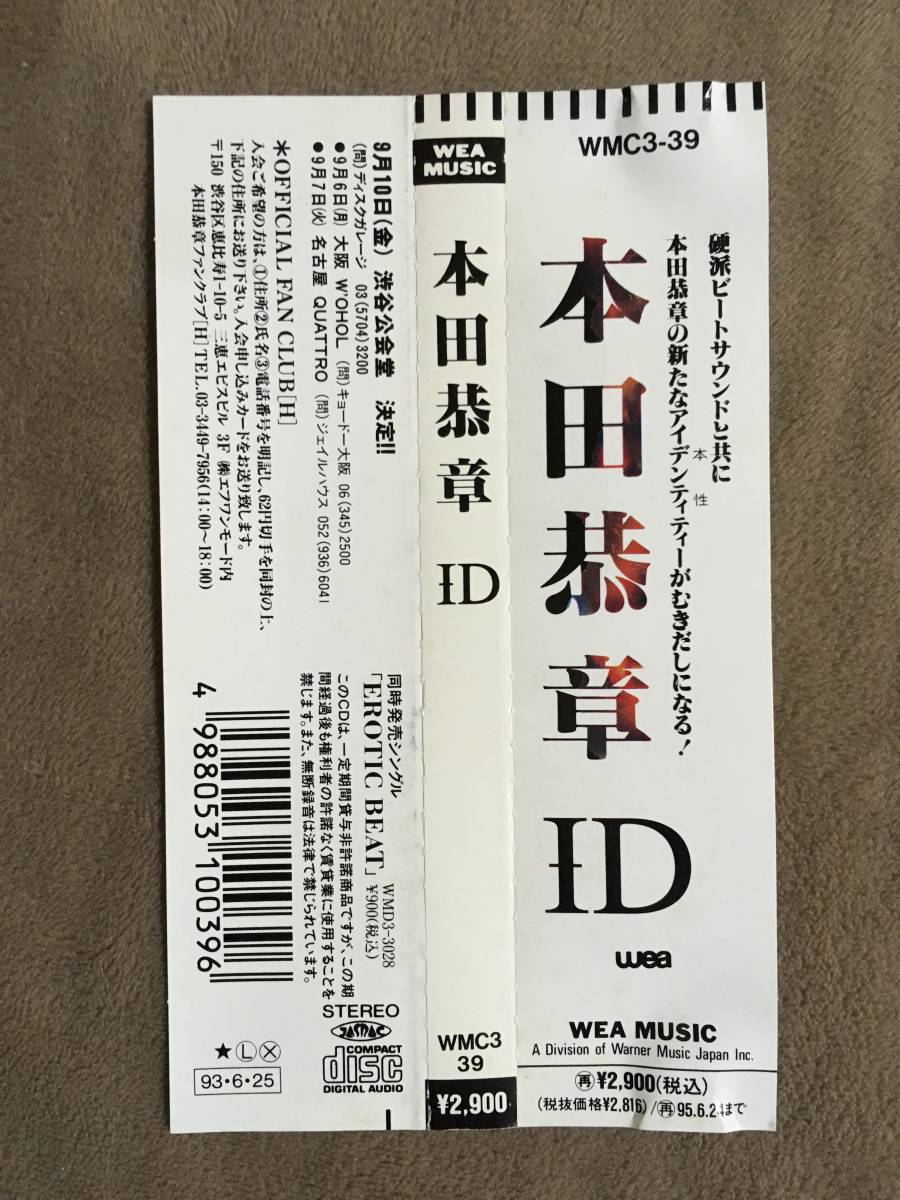 WMC3-39
硬派ビートサウンドと共に
本田恭章の新たなアイデンティティーがむきだしになる!
本性
本田恭章
ID
wea
WEA MUSIC
A Division of Warner Music Japan Inc.
再¥2,900(税込)
(税抜価格¥2,816)/再95.6.24まで
WEA
MUSIC
本田恭章
ID
WMC3
39
¥2,900
9月10日(金) 渋谷公会堂 決定!!
(問)ディスクガレージ 03(5704)3200
●9月6日(月) 大阪 W'OHOL (問)キョードー大阪 06(345)2500
●9月7日(火) 名古屋 QUATTRO (問)ジェイルハウス 052(936)6041
*OFFICIAL FAN CLUB[H]
入会ご希望の方は、①住所②氏名③電話番号を明記し、62円切手を同封の上、
下記の住所にお送り下さい。入会申し込みカードをお送り致します。
〒150 渋谷区恵比寿1-10-5 三恵エビスビル 3F ㈱エフワンモード内
本田恭章ファンクラブ[H]TEL.03-3449-7956(14:00~18:00)
同時発売シングル
「EROTIC BEAT」 WMD3-3028
¥900(税込)
このCDは、一定期間貸与非許諾商品ですが、この期
間経過後も権利者の許諾なく賃貸業に使用することを
禁じます。また、無断録音は法律で禁じられています。
4 988053 100396
STEREO
JASRAC
COMPACT
disc
DIGITAL AUDIO
★ⓁⓍ
93・6・25